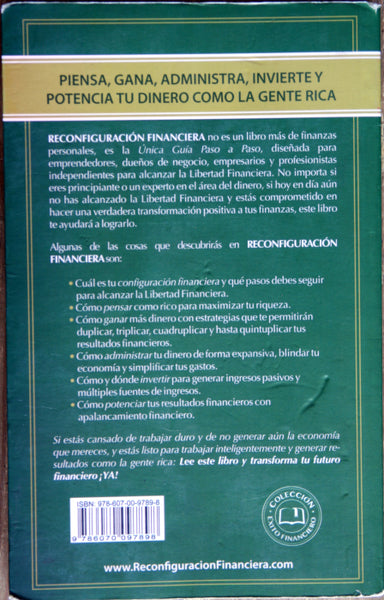 PIENSA, GANA, ADMINISTRA, INVIERTE Y
POTENCIA TU DINERO COMO LA GENTE RICA
RECONFIGURACIÓN FINANCIERA no es un libro más de finanzas
personales, es la Única Guía Paso a Paso, diseñada para
emprendedores, dueños de negocio, empresarios y profesionistas
independientes para alcanzar la Libertad Financiera. No importa si
eres principiante o un experto en el área del dinero, si hoy en día aún
no has alcanzado la Libertad Financiera y estás comprometido en
hacer una verdadera transformación positiva a tus finanzas, este libro
te ayudará a lograrlo.
Algunas de las cosas que descubrirás en RECONFIGURACIÓN
FINANCIERA son:
• Cuál es tu configuración financiera y qué pasos debes seguir
para alcanzar la Libertad Financiera.
• Cómo pensar como rico para maximizar tu riqueza.
• Cómo ganar más dinero con estrategias que te permitirán
duplicar, triplicar, cuadruplicar y hasta quintuplicar tus
resultados financieros.
• Cómo administrar tu dinero de forma expansiva, blindar tu
economía y simplificar tus gastos.
• Cómo y dónde invertir para generar ingresos pasivos y
múltiples fuentes de ingresos.
• Cómo potenciar tus resultados financieros con
apalancamiento financiero.
Si estás cansado de trabajar duro y de no generar aún la economía
que mereces, y estás listo para trabajar inteligentemente y generar re-
sultados como la gente rica: Lee este libro y transforma tu futuro
financiero ¡YA!
ISBN: 978-607-00-9789-8
9786070097898
COLECCIÓN
ÉXITO FINANCIERO
www.ReconfiguracionFinanciera.com